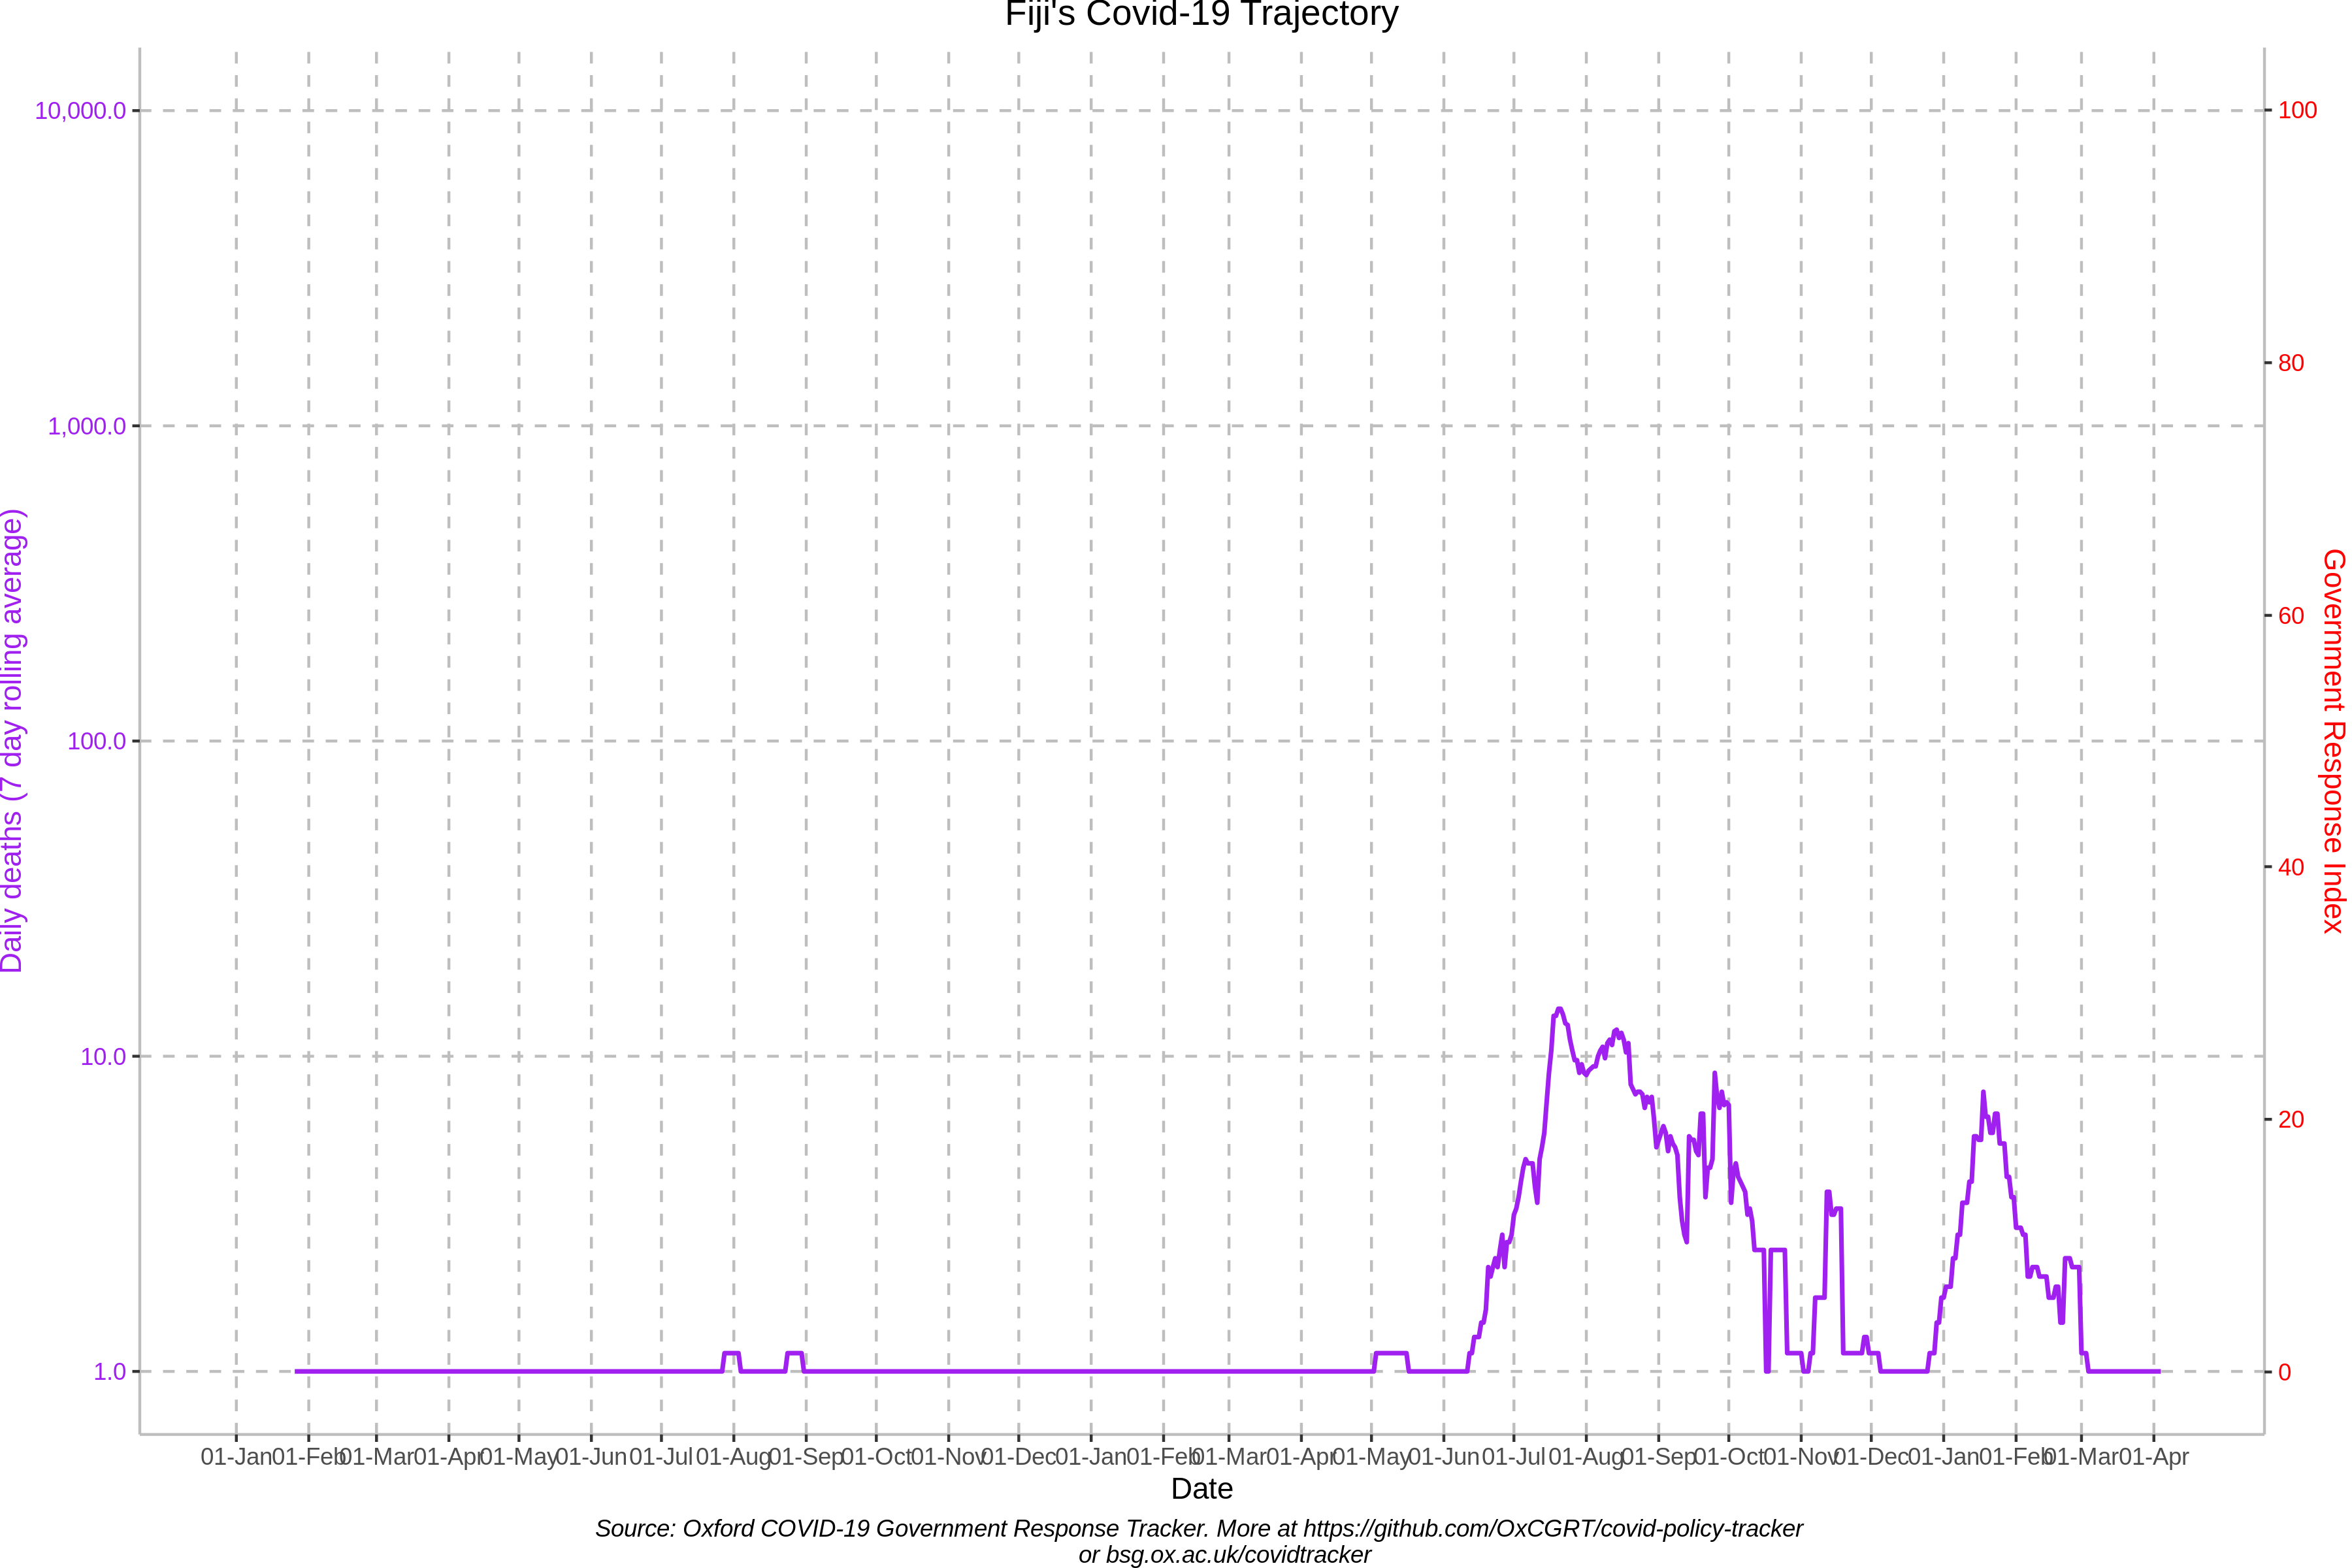 Fiji's Covid-19 Trajectory
10,000.0
1,000.0
100.0
10.0
1.0
Daily deaths (7 day rolling average)
100
80
60
40
20
0
Government Response Index
01-Jan 01-Feb 01-Mar 01-Apr 01-May 01-Jun 01-Jul 01-Aug 01-Sep 01-Oct 01-Nov 01-Dec 01-Jan 01-Feb 01-Mar 01-Apr 01-May 01-Jun 01-Jul 01-Aug 01-Sep 01-Oct 01-Nov 01-Dec 01-Jan 01-Feb 01-Mar 01-Apr
Date
Source: Oxford COVID-19 Government Response Tracker. More at https://github.com/OxCGRT/covid-policy-tracker
or bsg.ox.ac.uk/covidtracker